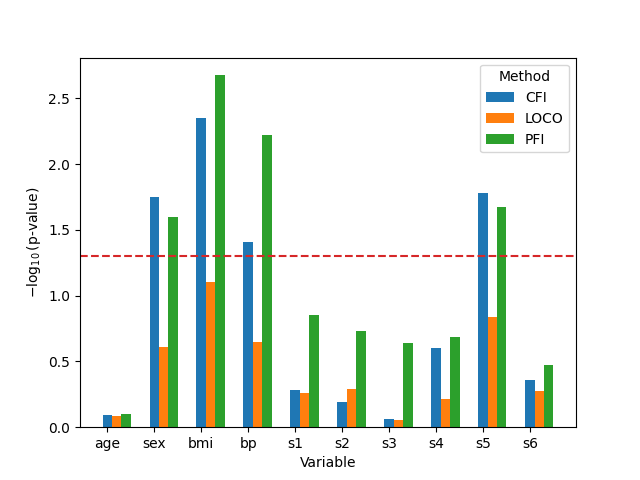 Method
CFI
LOCO
PFI
2.5
2.0
1.5
1.0
0.5
0.0
−log₁₀(p-value)
age sex bmi bp s1 s2 s3 s4 s5 s6
Variable